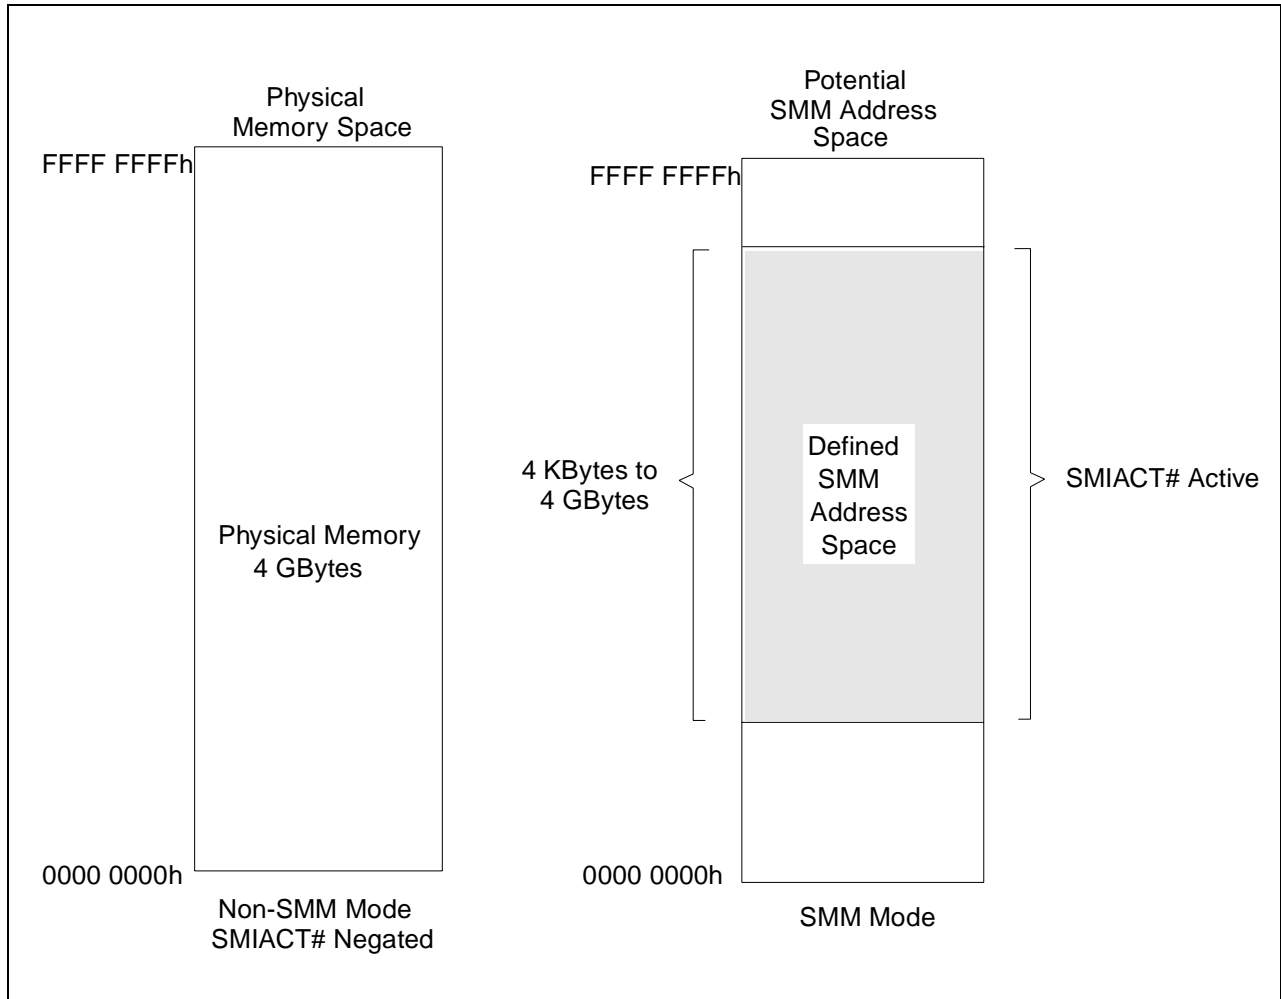 Physical
Memory Space
FFFF FFFFh
Physical Memory
4 GBytes
0000 0000h
Non-SMM Mode
SMIACT# Negated
Potential
SMM Address
Space
FFFF FFFFh
4 KBytes to
4 GBytes
Defined
SMM
Address
Space
SMIACT# Active
0000 0000h
SMM Mode